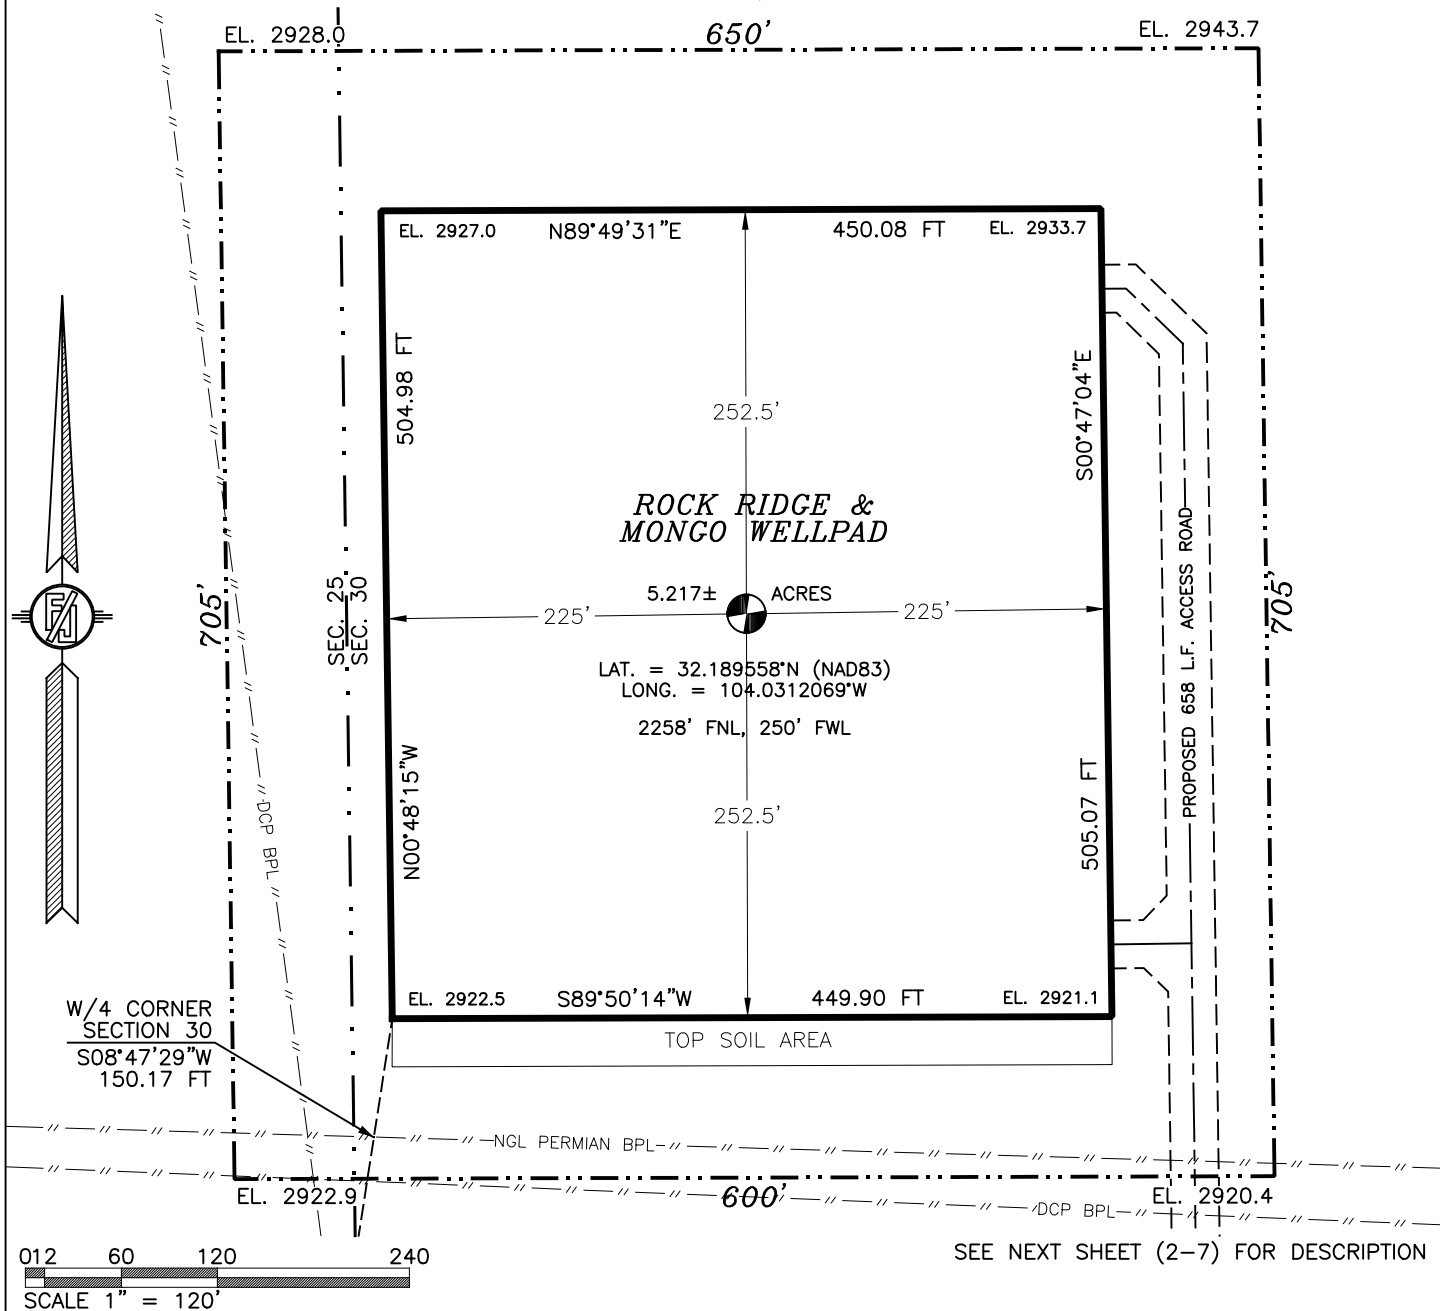 EL. 2928.0
650'
EL. 2943.7
EL. 2927.0
N89°49'31"E
450.08 FT
EL. 2933.7
504.98 FT
S00°47'04"E
252.5'
ROCK RIDGE &
MONGO WELLPAD
5.217± ACRES
225'
225'
705'
705'
SEC. 25
SEC. 30
LAT. = 32.189558°N (NAD83)
LONG. = 104.0312069°W
2258' FNL, 250' FWL
PROPOSED 658 L.F. ACCESS ROAD
252.5'
N00°48'15"W
505.07 FT
DCP BPL
EL. 2922.5
S89°50'14"W
449.90 FT
EL. 2921.1
W/4 CORNER
SECTION 30
S08°47'29"W
150.17 FT
TOP SOIL AREA
NGL PERMIAN BPL
EL. 2922.9
600'
EL. 2920.4
DCP BPL
SEE NEXT SHEET (2-7) FOR DESCRIPTION
012 60 120 240
SCALE 1" = 120'